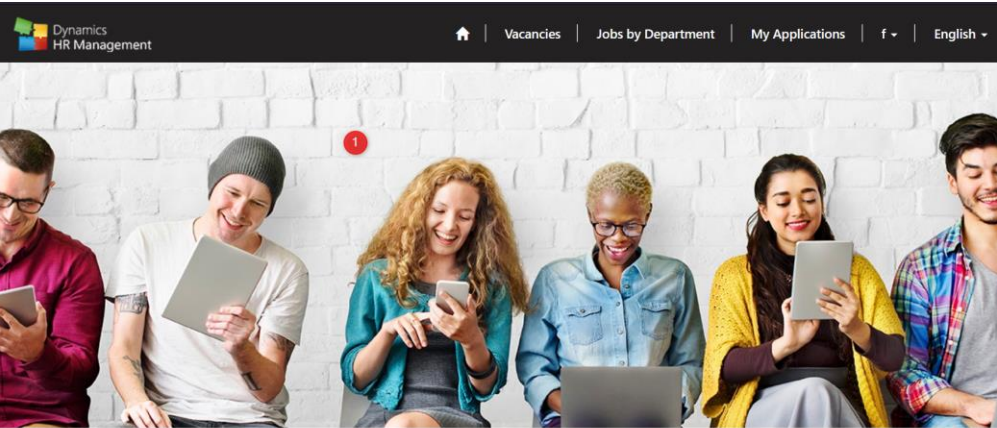 Dynamics
HR Management
Vacancies | Jobs by Department | My Applications | f | English
1